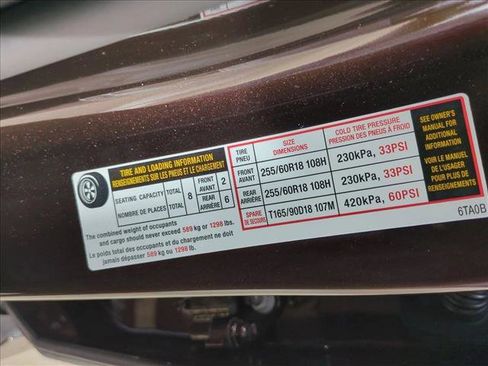 TIRE AND LOADING INFORMATION
RENSEIGNEMENTS SUR LES PNEUS ET LE CHARGEMENT
SEATING CAPACITY TOTAL
NOMBRE DE PLACES TOTAL
8
FRONT
AVANT 2
REAR
ARRIÈRE 6
The combined weight of occupants
and cargo should never exceed 589 kg or 1298 lbs.
Le poids total des occupants et du chargement ne doit
jamais dépasser 589 kg ou 1298 lb.
TIRE
PNEU
SIZE
DIMENSIONS
COLD TIRE PRESSURE
PRESSION DES PNEUS À FROID
FRONT
AVANT
255/60R18 108H
230kPa, 33PSI
REAR
ARRIÈRE
255/60R18 108H
230kPa, 33PSI
SPARE
DE SECOURS
T165/90D18 107M
420kPa, 60PSI
SEE OWNER'S
MANUAL FOR
ADDITIONAL
INFORMATION
VOIR LE MANUEL
DE L'USAGER
POUR PLUS DE
RENSEIGNEMENTS
6TA0B